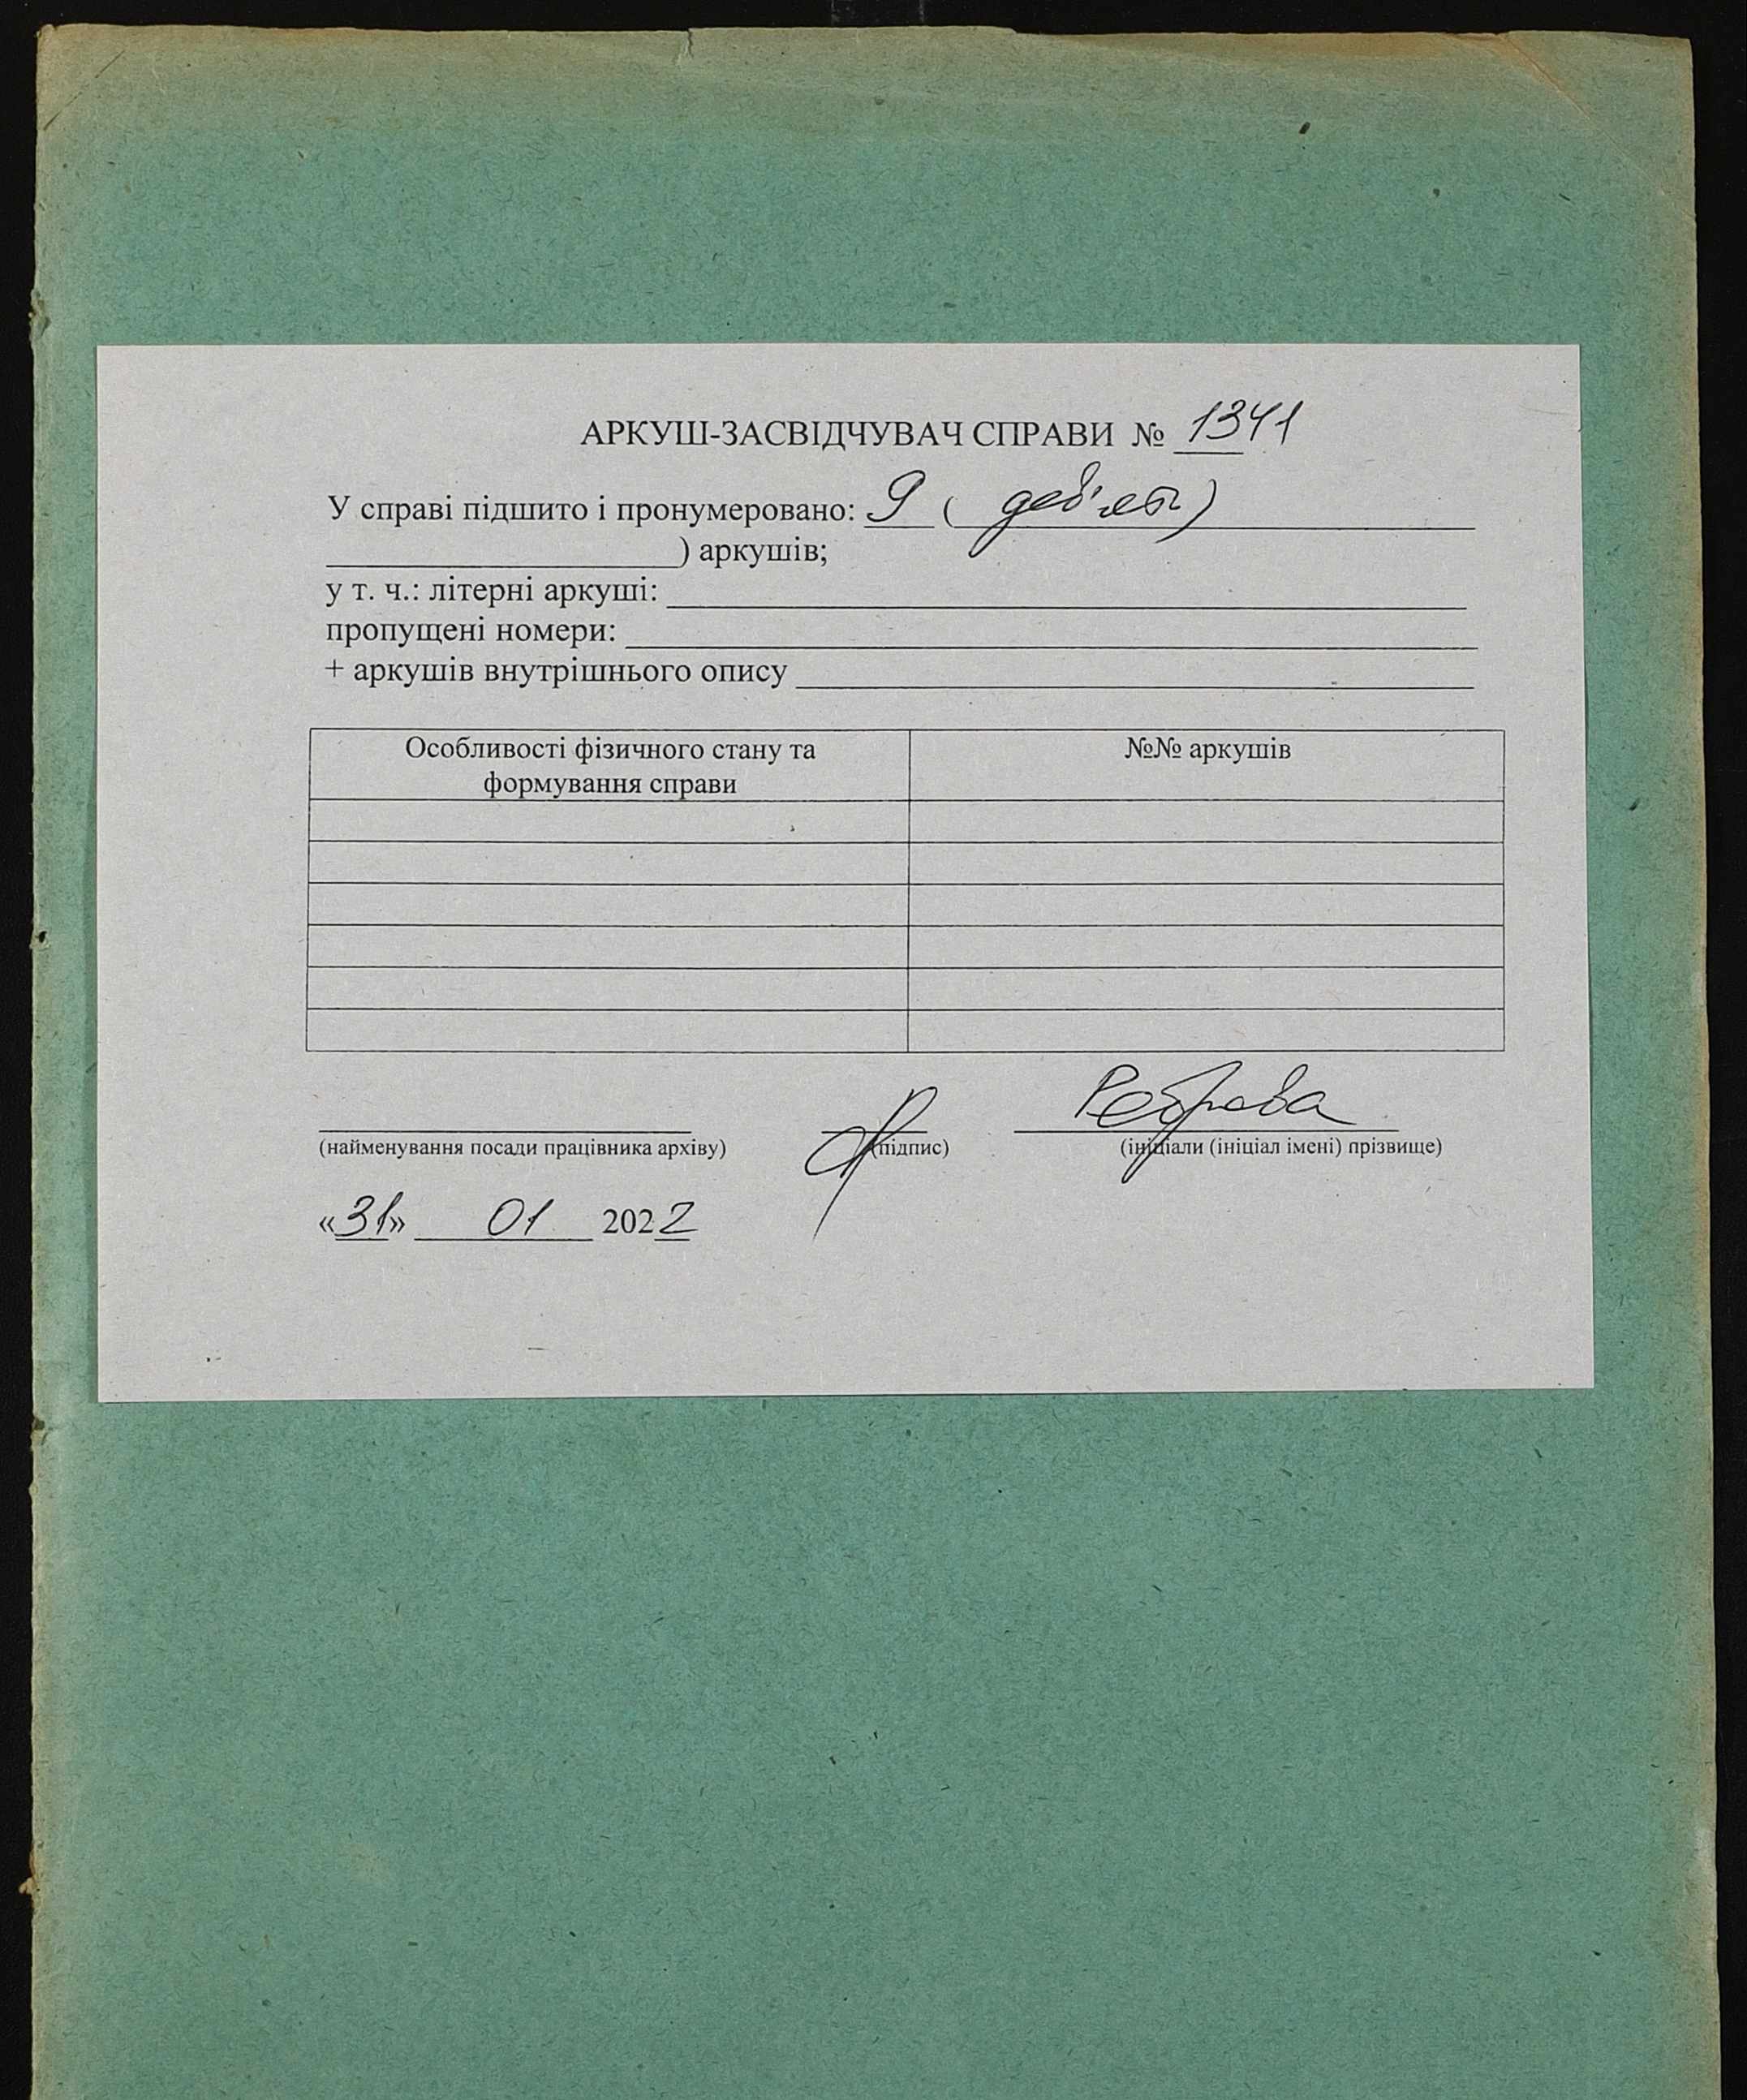 АРКУШ-ЗАСВІДЧУВАЧ СПРАВИ № 1341
У справі підшито і пронумеровано: 9 ( дев'ять)
) аркушів;
у т. ч.: літерні аркуші:
пропущені номери:
+ аркушів внутрішнього опису
Особливості фізичного стану та
формування справи
№№ аркушів
Реброва
(найменування посади працівника архіву) (підпис) (ініціали (ініціал імені) прізвище)
«31» 01 2022